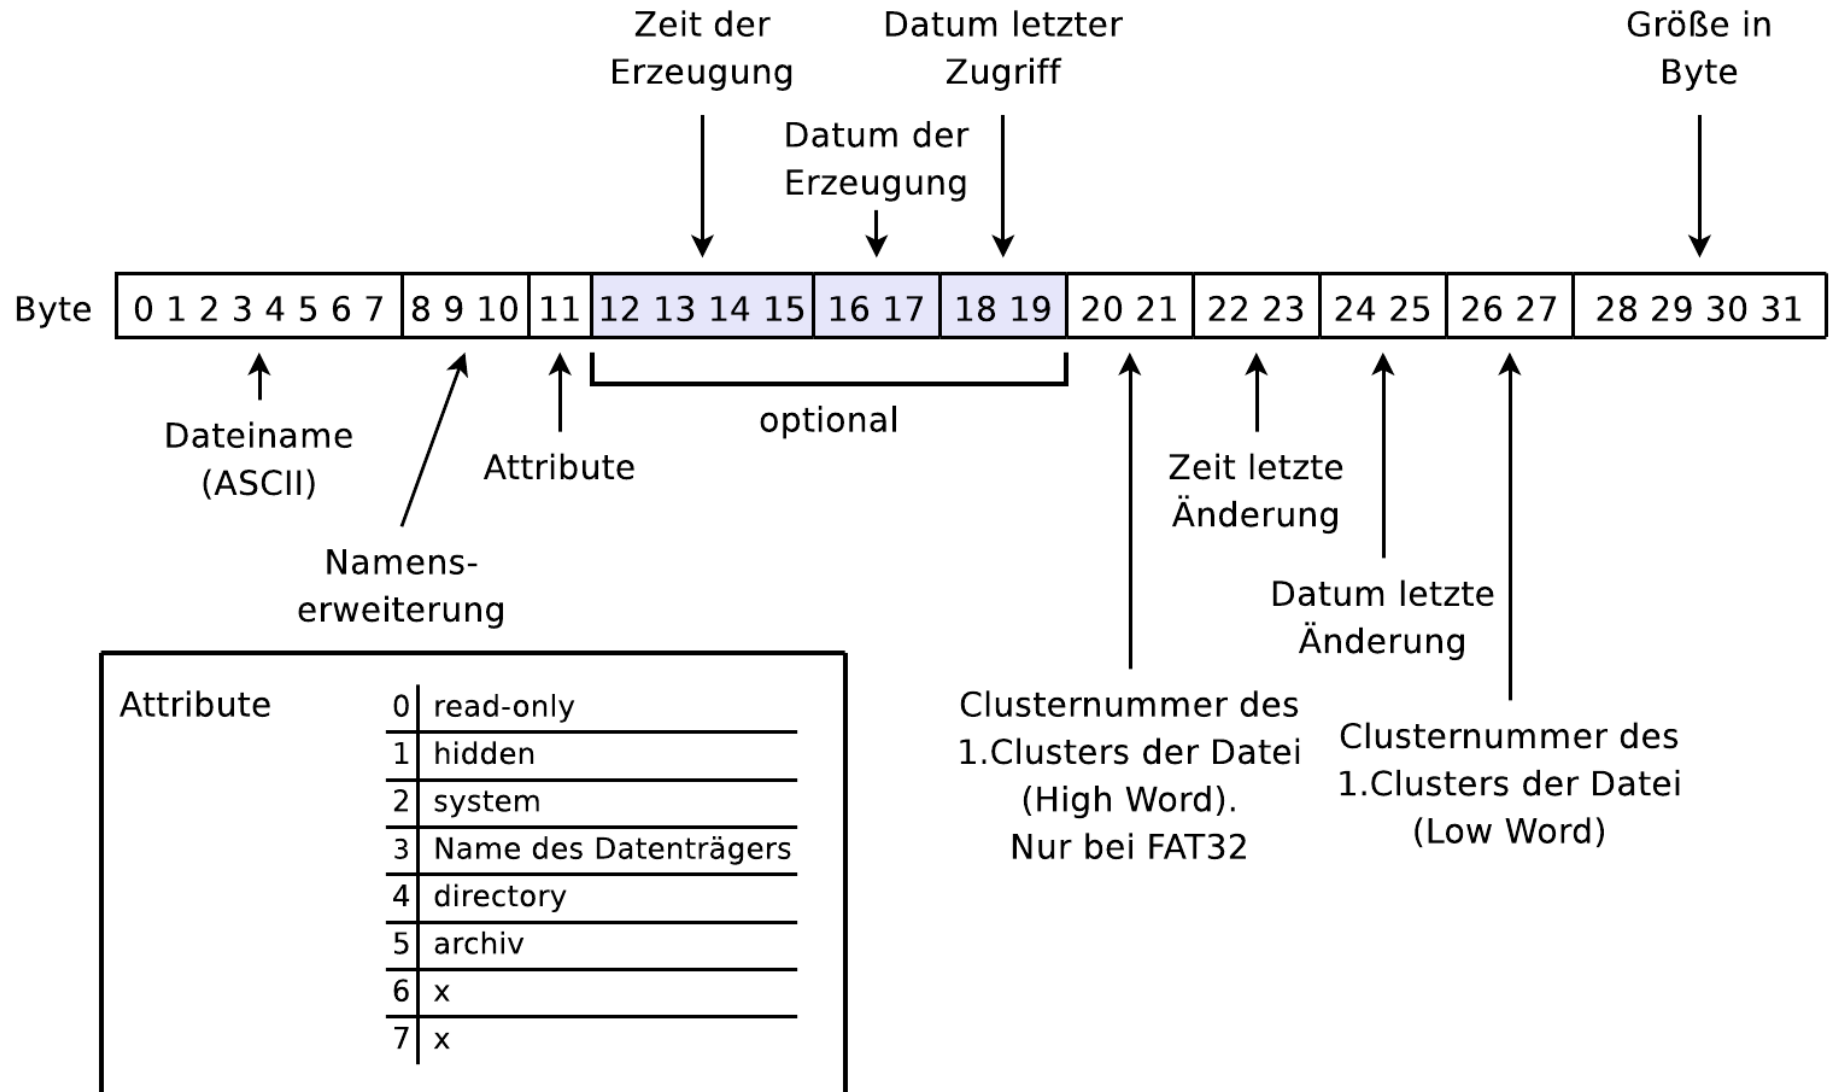 Zeit der
Erzeugung
Datum letzter
Zugriff
Größe in
Byte
Datum der
Erzeugung
Byte 0 1 2 3 4 5 6 7 8 9 10 11 12 13 14 15 16 17 18 19 20 21 22 23 24 25 26 27 28 29 30 31
optional
Dateiname
(ASCII)
Attribute
Zeit letzte
Änderung
Namens-
erweiterung
Datum letzte
Änderung
Clusternummer des
1.Clusters der Datei
(High Word).
Nur bei FAT32
Clusternummer des
1.Clusters der Datei
(Low Word)
Attribute
0 read-only
1 hidden
2 system
3 Name des Datenträgers
4 directory
5 archiv
6 x
7 x